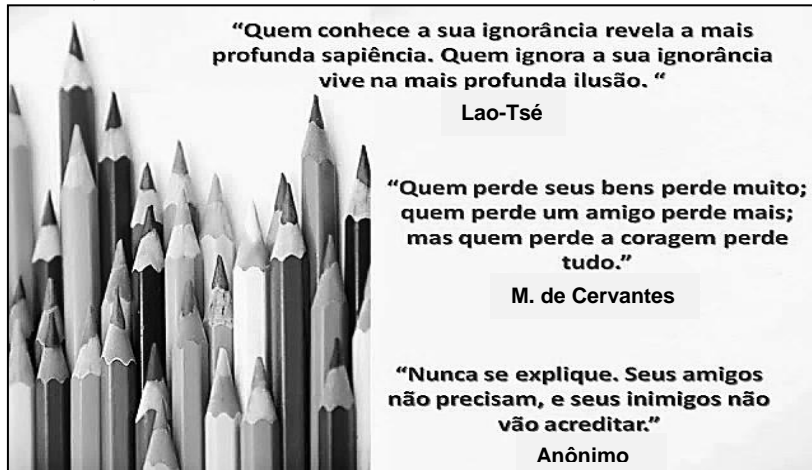 “Quem conhece a sua ignorância revela a mais
profunda sapiência. Quem ignora a sua ignorância
vive na mais profunda ilusão. “
Lao-Tsé
“Quem perde seus bens perde muito;
quem perde um amigo perde mais;
mas quem perde a coragem perde
tudo.”
M. de Cervantes
“Nunca se explique. Seus amigos
não precisam, e seus inimigos não
vão acreditar.”
Anônimo